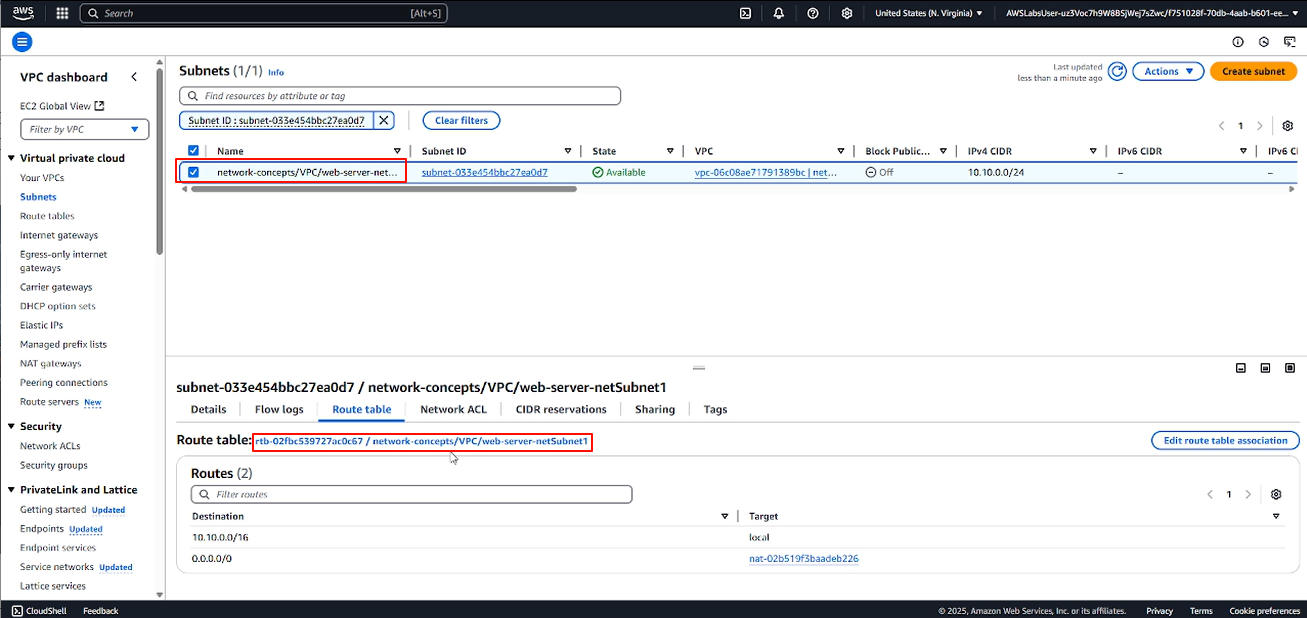 aws Search [Alt+S] United States (N. Virginia) AWSLabsUser-uz3Voc7h9W8BSjWej7sZwc/f751028f-70db-4aab-b601-ee...
VPC dashboard
EC2 Global View
Filter by VPC
Virtual private cloud
Your VPCs
Subnets
Route tables
Internet gateways
Egress-only internet
gateways
Carrier gateways
DHCP option sets
Elastic IPs
Managed prefix lists
NAT gateways
Peering connections
Route servers New
Security
Network ACLs
Security groups
PrivateLink and Lattice
Getting started Updated
Endpoints Updated
Endpoint services
Service networks Updated
Lattice services
Subnets (1/1) Info
Last updated
less than a minute ago
Actions
Create subnet
Find resources by attribute or tag
Subnet ID : subnet-033e454bbc27ea0d7 Clear filters
1
Name Subnet ID State VPC Block Public... IPv4 CIDR IPv6 CIDR IPv6 CI
network-concepts/VPC/web-server-net... subnet-033e454bbc27ea0d7 Available vpc-06c08ae71791389bc | net... Off 10.10.0.0/24 – –
subnet-033e454bbc27ea0d7 / network-concepts/VPC/web-server-netSubnet1
Details Flow logs Route table Network ACL CIDR reservations Sharing Tags
Route table: rtb-02fbc539727ac0c67 / network-concepts/VPC/web-server-netSubnet1
Edit route table association
Routes (2)
Filter routes
1
Destination Target
10.10.0.0/16 local
0.0.0.0/0 nat-02b519f3baadeb226
CloudShell Feedback © 2025, Amazon Web Services, Inc. or its affiliates. Privacy Terms Cookie preferences